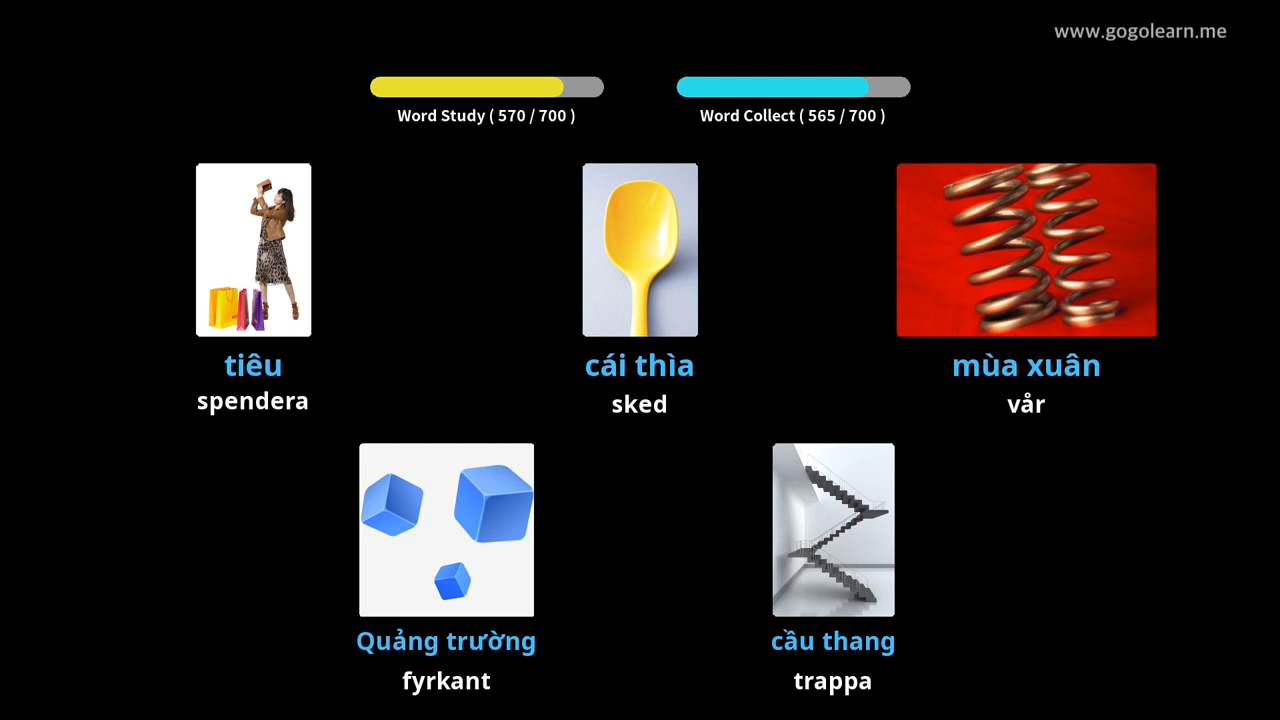 www.gogolearn.me
Word Study ( 570 / 700 )
Word Collect ( 565 / 700 )
tiêu
spendera
cái thìa
sked
mùa xuân
vår
Quảng trường
fyrkant
cầu thang
trappa